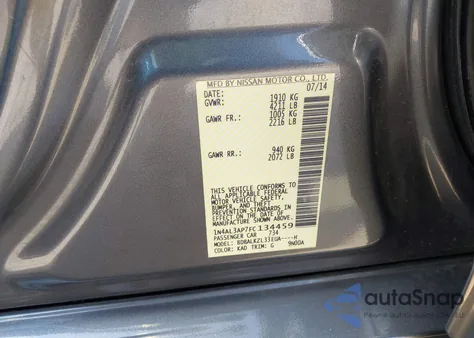 MFD BY NISSAN MOTOR CO., LTD.
DATE: 07/14
GVWR: 1910 KG
4211 LB
GAWR FR.: 1005 KG
2216 LB
GAWR RR.: 940 KG
2072 LB
THIS VEHICLE CONFORMS TO
ALL APPLICABLE FEDERAL
MOTOR VEHICLE SAFETY,
BUMPER, AND THEFT
PREVENTION STANDARDS
IN EFFECT ON THE DATE OF
MANUFACTURE SHOWN ABOVE.
1N4AL3AP7FC134459
PASSENGER CAR 734
MODEL: BDBALKZL33EUA----H
COLOR: KAD TRIM: G 9N00A
autoSnap